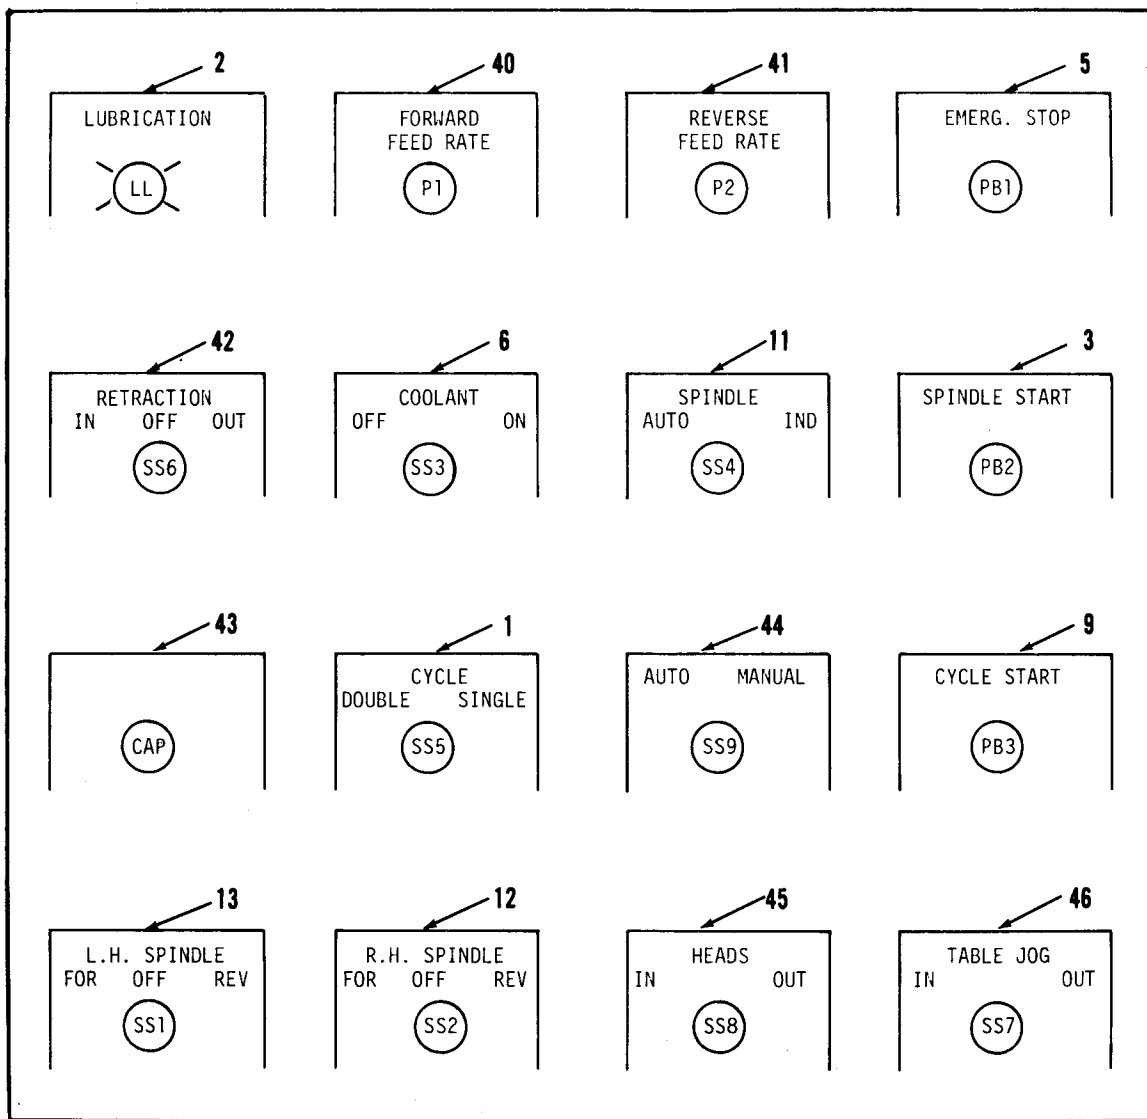 2 40 41 5
LUBRICATION FORWARD REVERSE EMERG. STOP
FEED RATE FEED RATE
LL P1 P2 PB1
42 6 11 3
RETRACTION COOLANT SPINDLE SPINDLE START
IN OFF OUT OFF ON AUTO IND
SS6 SS3 SS4 PB2
43 1 44 9
CYCLE AUTO MANUAL CYCLE START
DOUBLE SINGLE
CAP SS5 SS9 PB3
13 12 45 46
L.H. SPINDLE R.H. SPINDLE HEADS TABLE JOG
FOR OFF REV FOR OFF REV IN OUT IN OUT
SS1 SS2 SS8 SS7